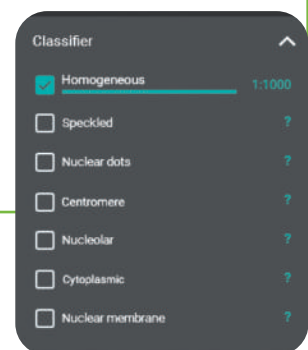 Classifier
Homogeneous 1:1000
Speckled ?
Nuclear dots ?
Centromere ?
Nucleolar ?
Cytoplasmic ?
Nuclear membrane ?